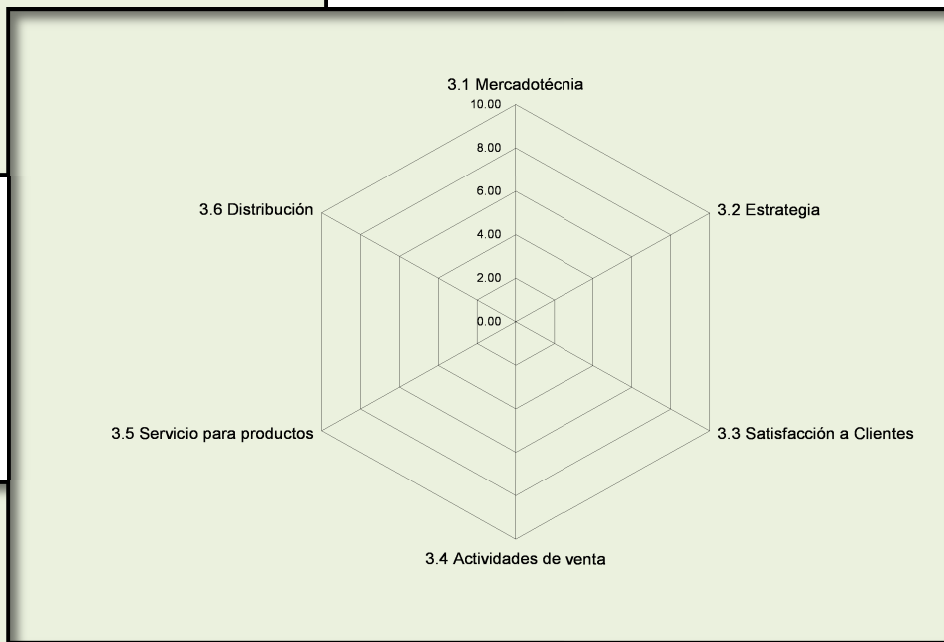 3.1 Mercadotécnia
10.00
8.00
3.6 Distribución
3.2 Estrategia
6.00
4.00
2.00
0.00
3.5 Servicio para productos
3.3 Satisfacción a Clientes
3.4 Actividades de venta